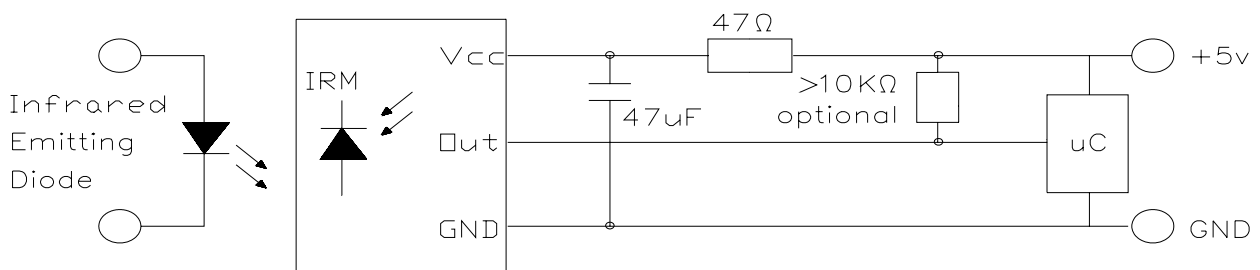 Infrared
Emitting
Diode
IRM
Vcc
Out
GND
47uF
47Ω
>10KΩ
optional
uC
+5v
GND